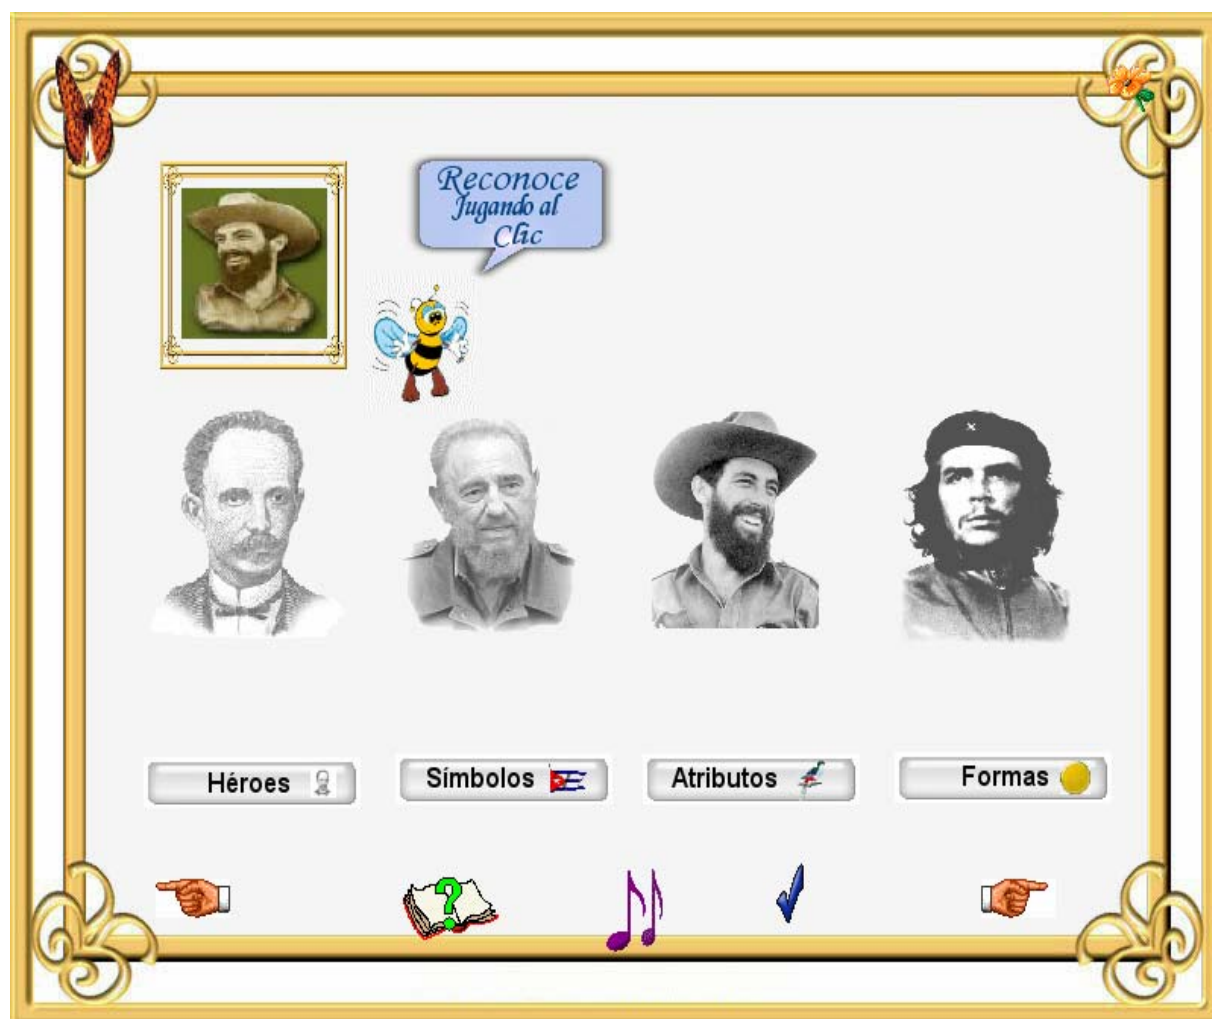 Reconoce
Jugando al
Clic
Héroes
Símbolos
Atributos
Formas
?